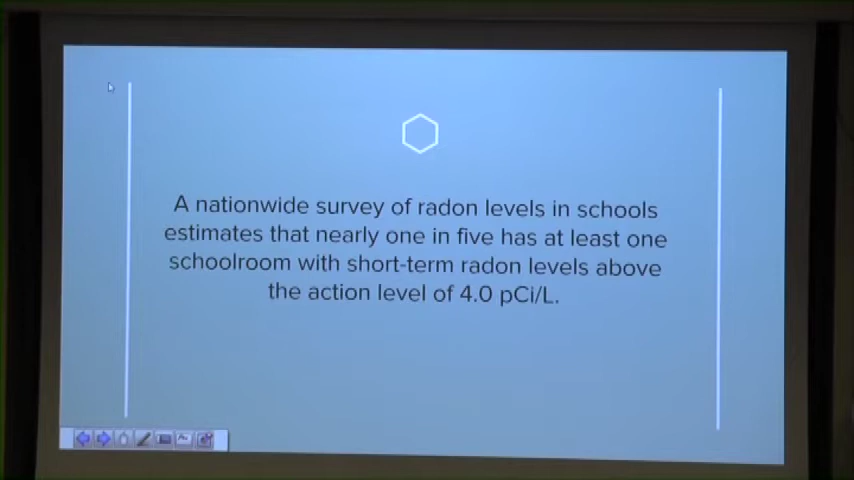 A nationwide survey of radon levels in schools
estimates that nearly one in five has at least one
schoolroom with short-term radon levels above
the action level of 4.0 pCi/L.